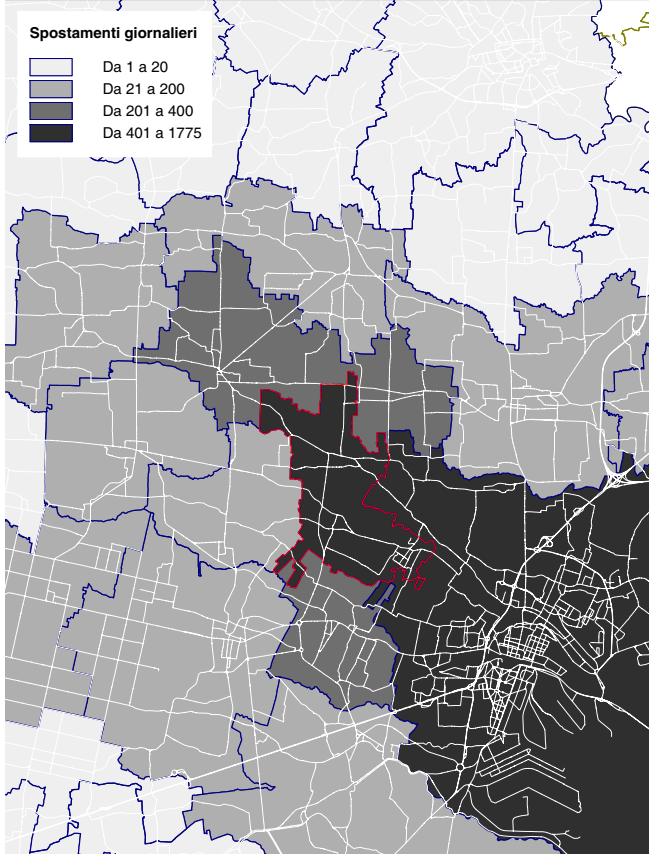 Spostamenti giornalieri
Da 1 a 20
Da 21 a 200
Da 201 a 400
Da 401 a 1775